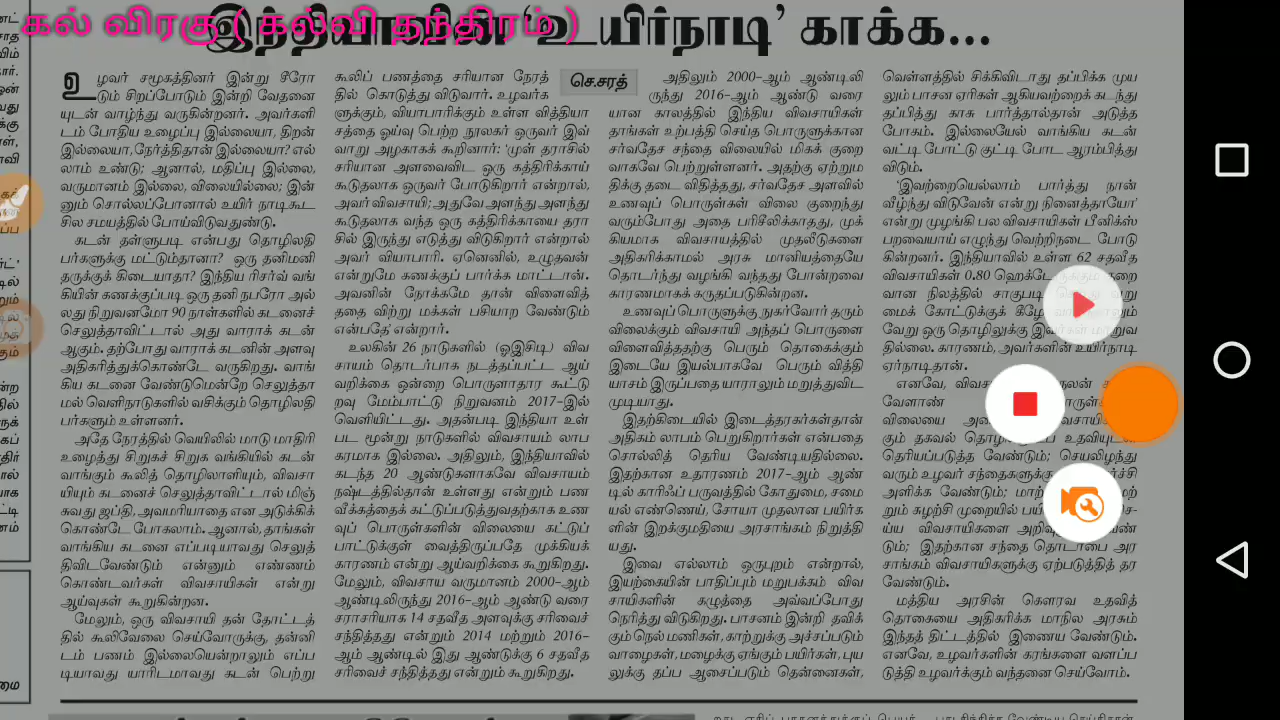 கல் விரகு ( கல்வி தந்திரம் )
இந்தியாவின் 'உயிர்நாடி' காக்க...
செ.சரத்
உழவர் சமூகத்தினர் இன்று சீரோ
டும் சிறப்போடும் இன்றி வேதனை
யுடன் வாழ்ந்து வருகின்றனர். அவர்களி
டம் போதிய உழைப்பு இல்லையா, திறன்
இல்லையா, நேர்த்திதான் இல்லையா? எல்
லாம் உண்டு; ஆனால், மதிப்பு இல்லை,
வருமானம் இல்லை, விலையில்லை; இன்
னும் சொல்லப்போனால் உயிர் நாடிகூட
சில சமயத்தில் போய்விடுவதுண்டு.
கடன் தள்ளுபடி என்பது தொழிலதி
பர்களுக்கு மட்டும்தானா? ஒரு தனிமனி
தருக்குக் கிடையாதா? இந்திய ரிசர்வ் வங்
கியின் கணக்குப்படி ஒரு தனி நபரோ அல்
லது நிறுவனமோ 90 நாள்களில் கடனைச்
செலுத்தாவிட்டால் அது வாராக் கடன்
ஆகும். தற்போது வாராக் கடனின் அளவு
அதிகரித்துக்கொண்டே வருகிறது. வாங்
கிய கடனை வேண்டுமென்றே செலுத்தா
மல் வெளிநாடுகளில் வசிக்கும் தொழிலதி
பர்களும் உள்ளனர்.
அதே நேரத்தில் வெயிலில் மாடு மாதிரி
உழைத்து சிறுகச் சிறுக வங்கியில் கடன்
வாங்கும் கூலித் தொழிலாளியும், விவசா
யியும் கடனைச் செலுத்தாவிட்டால் மிஞ்
சுவது ஜப்தி, அவமரியாதை என அடுக்கிக்
கொண்டே போகலாம். ஆனால், தாங்கள்
வாங்கிய கடனை எப்படியாவது செலுத்
திவிடவேண்டும் என்னும் எண்ணம்
கொண்டவர்கள் விவசாயிகள் என்று
ஆய்வுகள் கூறுகின்றன.
மேலும், ஒரு விவசாயி தன் தோட்டத்
தில் கூலிவேலை செய்வோருக்கு, தன்னி
டம் பணம் இல்லையென்றாலும் எப்ப
டியாவது யாரிடமாவது கடன் பெற்று
கூலிப் பணத்தை சரியான நேரத்
தில் கொடுத்து விடுவார். உழவர்க
ளுக்கும், வியாபாரிக்கும் உள்ள வித்தியா
சத்தை ஓய்வு பெற்ற நூலகர் ஒருவர் இவ்
வாறு அழகாகக் கூறினார்: 'முள் தராசில்
சரியான அளவைவிட ஒரு கத்திரிக்காய்
கூடுதலாக ஒருவர் போடுகிறார் என்றால்,
அவர் விவசாயி; அதுவே அளந்து அளந்து
கூடுதலாக வந்த ஒரு கத்திரிக்காயை தரா
சில் இருந்து எடுத்து விடுகிறார் என்றால்
அவர் வியாபாரி. ஏனெனில், உழுதவன்
என்றுமே கணக்குப் பார்க்க மாட்டான்.
அவனின் நோக்கமே தான் விளைவித்
ததை விற்று மக்கள் பசியாற வேண்டும்
என்பதே' என்றார்.
உலகின் 26 நாடுகளில் (ஓஇசிடி) விவ
சாயம் தொடர்பாக நடத்தப்பட்ட ஆய்
வறிக்கை ஒன்றை பொருளாதார கூட்டு
றவு மேம்பாட்டு நிறுவனம் 2017-இல்
வெளியிட்டது. அதன்படி இந்தியா உள்
பட மூன்று நாடுகளில் விவசாயம் லாப
கரமாக இல்லை. அதிலும், இந்தியாவில்
கடந்த 20 ஆண்டுகளாகவே விவசாயம்
நஷ்டத்தில்தான் உள்ளது என்றும் பண
வீக்கத்தைக் கட்டுப்படுத்துவதற்காக உண
வுப் பொருள்களின் விலையை கட்டுப்
பாட்டுக்குள் வைத்திருப்பதே முக்கியக்
காரணம் என்றும் ஆய்வறிக்கை கூறுகிறது.
மேலும், விவசாய வருமானம் 2000-ஆம்
ஆண்டிலிருந்து 2016-ஆம் ஆண்டு வரை
சராசரியாக 14 சதவீத அளவுக்கு சரிவைச்
சந்தித்தது என்றும் 2014 மற்றும் 2016-
ஆம் ஆண்டில் இது ஆண்டுக்கு 6 சதவீத
சரிவைச் சந்தித்தது என்றும் கூறுகிறது.
அதிலும் 2000-ஆம் ஆண்டிலி
ருந்து 2016-ஆம் ஆண்டு வரை
யான காலத்தில் இந்திய விவசாயிகள்
தாங்கள் உற்பத்தி செய்த பொருளுக்கான
சர்வதேச சந்தை விலையில் மிகக் குறை
வாகவே பெற்றுள்ளனர். அதற்கு ஏற்றும
திக்கு தடை விதித்தது, சர்வதேச அளவில்
உணவுப் பொருள்கள் விலை குறைந்து
வரும்போது அதை பரிசீலிக்காதது, முக்
கியமாக விவசாயத்தில் முதலீடுகளை
அதிகரிக்காமல் அரசு மானியத்தையே
தொடர்ந்து வழங்கி வந்தது போன்றவை
காரணமாகக் கருதப்படுகின்றன.
உணவுப் பொருளுக்கு நுகர்வோர் தரும்
விலைக்கும் விவசாயி அந்தப் பொருளை
விளைவித்ததற்கு பெரும் தொகைக்கும்
இடையே இயல்பாகவே பெரும் வித்தி
யாசம் இருப்பதை யாராலும் மறுத்துவிட
முடியாது.
இதற்கிடையில் இடைத்தரகர்கள்தான்
அதிகம் லாபம் பெறுகிறார்கள் என்பதை
சொல்லித் தெரிய வேண்டியதில்லை.
இதற்கான உதாரணம் 2017-ஆம் ஆண்
டில் காரிஃப் பருவத்தில் கோதுமை, சமை
யல் எண்ணெய், சோயா முதலான பயிர்க
ளின் இறக்குமதியை அரசாங்கம் நிறுத்தி
யது.
இவை எல்லாம் ஒருபுறம் என்றால்,
இயற்கையின் பாதிப்பும் மறுபக்கம் விவ
சாயிகளின் கழுத்தை அவ்வப்போது
நெரித்து விடுகிறது. பாசனம் இன்றி தவிக்
கும் நெல் மணிகள், காற்றுக்கு அச்சப்படும்
வாழைகள், மழைக்கு ஏங்கும் பயிர்கள், புய
லுக்கு தப்ப ஆசைப்படும் தென்னைகள்,
வெள்ளத்தில் சிக்கிவிடாது தப்பிக்க முய
லும் பாசன ஏரிகள் ஆகியவற்றைக் கடந்து
தப்பித்து காசு பார்த்தால்தான் அடுத்த
போகம். இல்லையேல் வாங்கிய கடன்
வட்டி போட்டு குட்டி போட ஆரம்பித்து
விடும்.
'இவற்றையெல்லாம் பார்த்து நான்
வீழ்ந்து விடுவேன் என்று நினைத்தாயோ'
என்று முழங்கி பல விவசாயிகள் பீனிக்ஸ்
பறவையாய் எழுந்து வெற்றிநடை போடு
கின்றனர். இந்தியாவில் உள்ள 62 சதவீத
விவசாயிகள் 0.80 ஹெக்டே
வான நிலத்தில் சாகுபடி
மைக் கோட்டுக்குக் கீழே
வேறு ஒரு தொழிலுக்கு இவர்கள்
தில்லை. காரணம், அவர்களின் உயிர்நாடி
ஏர்நாடிதான்.
எனவே,
வேளாண்
விலையை
கும் தகவல்
தெரியப்படுத்த வேண்டும்; செயலிழந்து
வரும் உழவர் சந்தைகளுக்கு
அளிக்க வேண்டும்;
றும் சுழற்சி முறையில்
ய்ய விவசாயிகளை
டும்; இதற்கான சந்தை தொடர்பை அர
சாங்கம் விவசாயிகளுக்கு ஏற்படுத்தித் தர
வேண்டும்.
மத்திய அரசின் கௌரவ உதவித்
தொகையை அதிகரிக்க மாநில அரசும்
இந்தத் திட்டத்தில் இணைய வேண்டும்.
எனவே, உழவர்களின் கரங்களை வளப்ப
டுத்தி உழவர்க்கும் வந்தனை செய்வோம்.